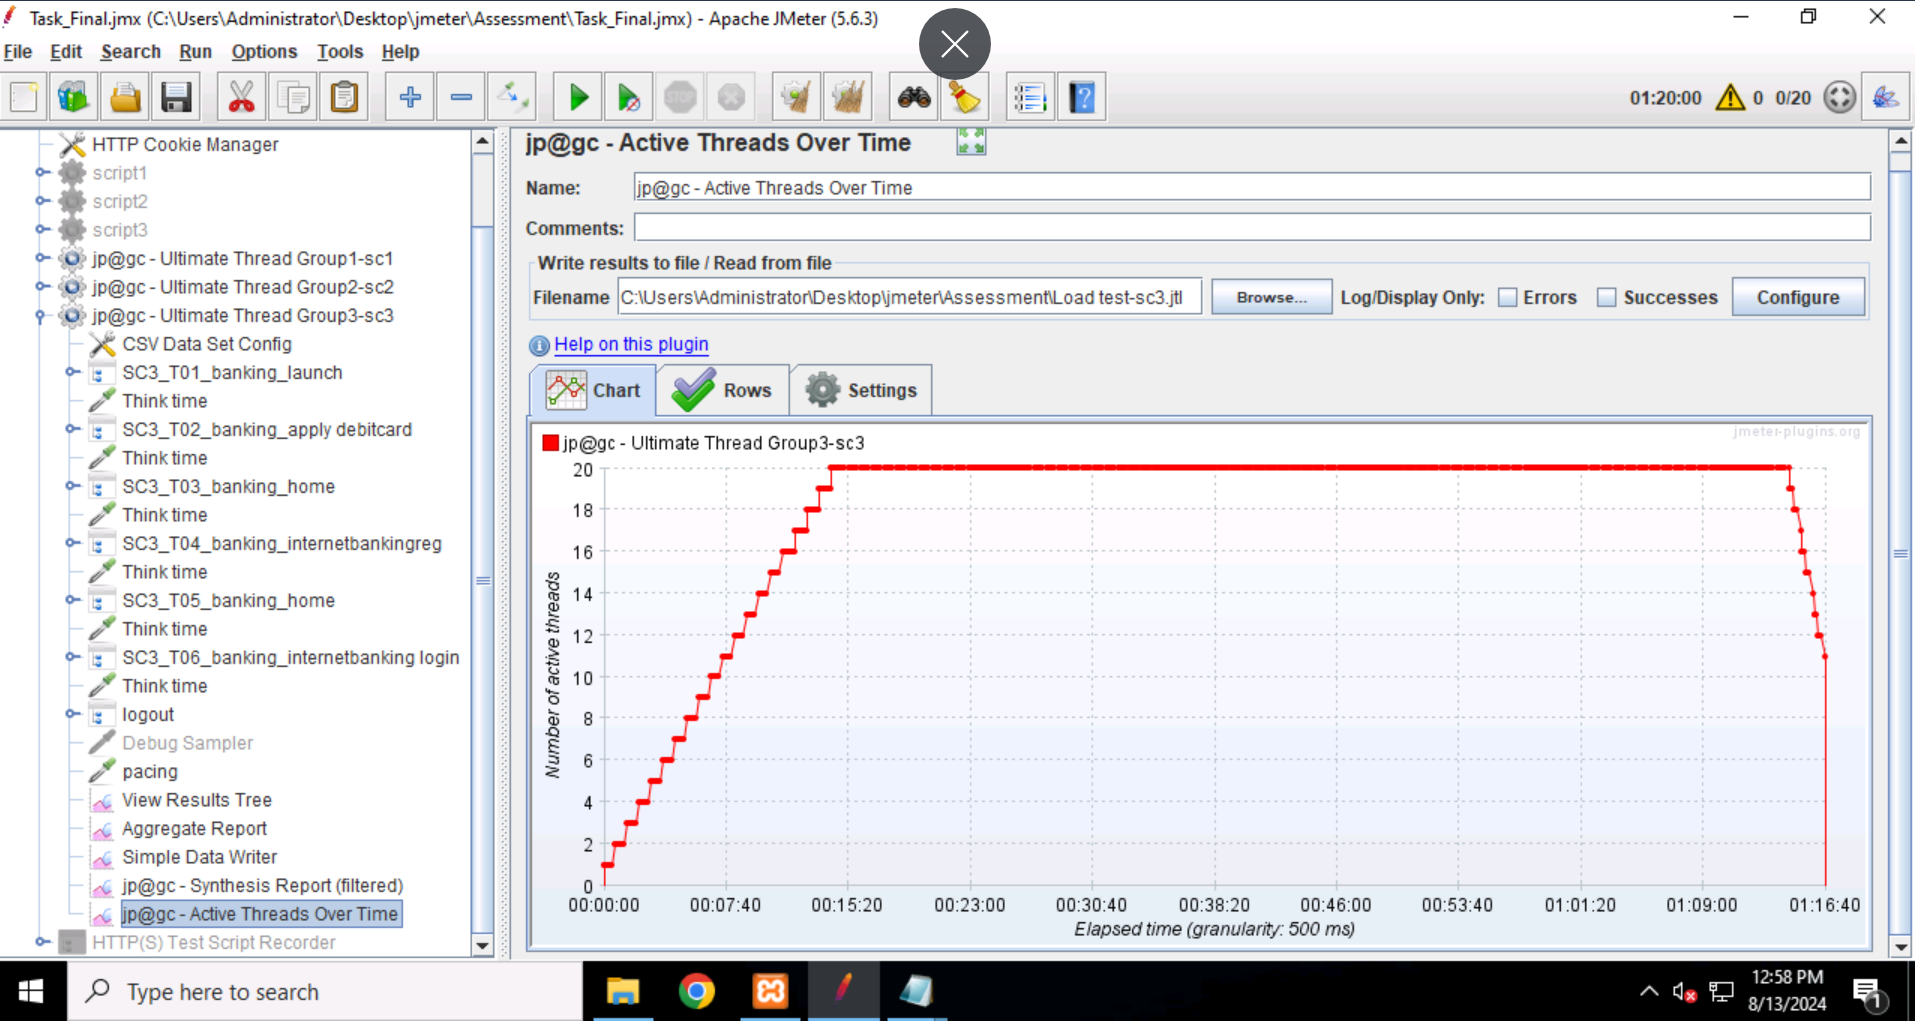 Task_Final.jmx (C:\Users\Administrator\Desktop\jmeter\Assessment\Task_Final.jmx) - Apache JMeter (5.6.3)
File Edit Search Run Options Tools Help
STOP
01:20:00 0 0/20
HTTP Cookie Manager
script1
script2
script3
jp@gc - Ultimate Thread Group1-sc1
jp@gc - Ultimate Thread Group2-sc2
jp@gc - Ultimate Thread Group3-sc3
CSV Data Set Config
SC3_T01_banking_launch
Think time
SC3_T02_banking_apply debitcard
Think time
SC3_T03_banking_home
Think time
SC3_T04_banking_internetbankingreg
Think time
SC3_T05_banking_home
Think time
SC3_T06_banking_internetbanking login
Think time
logout
Debug Sampler
pacing
View Results Tree
Aggregate Report
Simple Data Writer
jp@gc - Synthesis Report (filtered)
jp@gc - Active Threads Over Time
HTTP(S) Test Script Recorder
jp@gc - Active Threads Over Time
Name: jp@gc - Active Threads Over Time
Comments:
Write results to file / Read from file
Filename C:\Users\Administrator\Desktop\jmeter\Assessment\Load test-sc3.jtl Browse... Log/Display Only: Errors Successes Configure
Help on this plugin
Chart Rows Settings
jmeter-plugins.org
jp@gc - Ultimate Thread Group3-sc3
20
18
16
14
12
10
8
6
4
2
0
Number of active threads
00:00:00 00:07:40 00:15:20 00:23:00 00:30:40 00:38:20 00:46:00 00:53:40 01:01:20 01:09:00 01:16:40
Elapsed time (granularity: 500 ms)
Type here to search
12:58 PM
8/13/2024
1